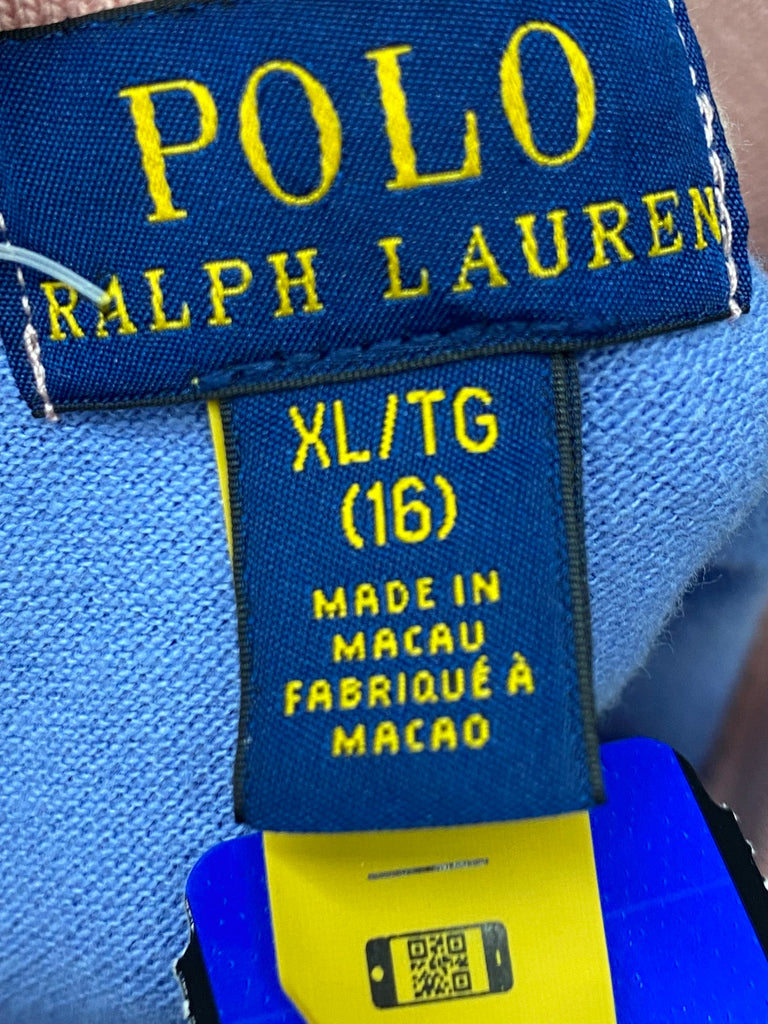 POLO
RALPH LAUREN
XL/TG
(16)
MADE IN
MACAU
FABRIQUÉ À
MACAO